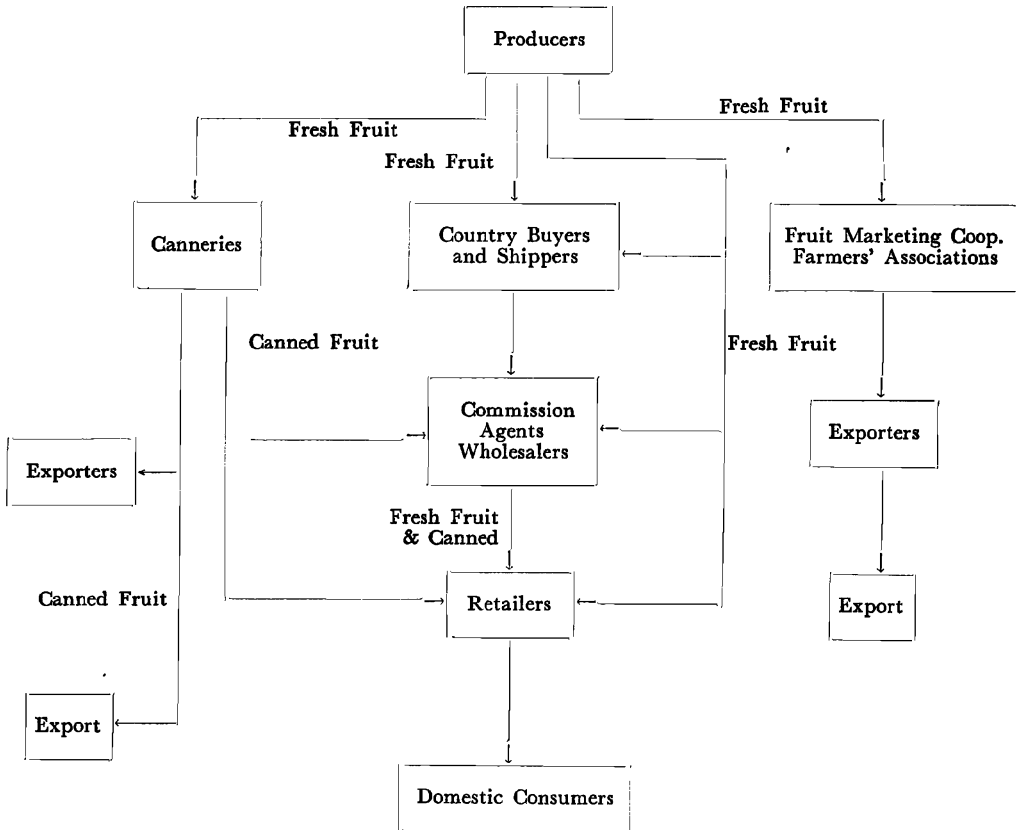 Producers
Fresh Fruit
Fresh Fruit
Fresh Fruit
Canneries
Country Buyers
and Shippers
Fruit Marketing Coop.
Farmers' Associations
Canned Fruit
Fresh Fruit
Commission
Agents
Wholesalers
Exporters
Exporters
Fresh Fruit
& Canned
Canned Fruit
Retailers
Export
Export
Domestic Consumers